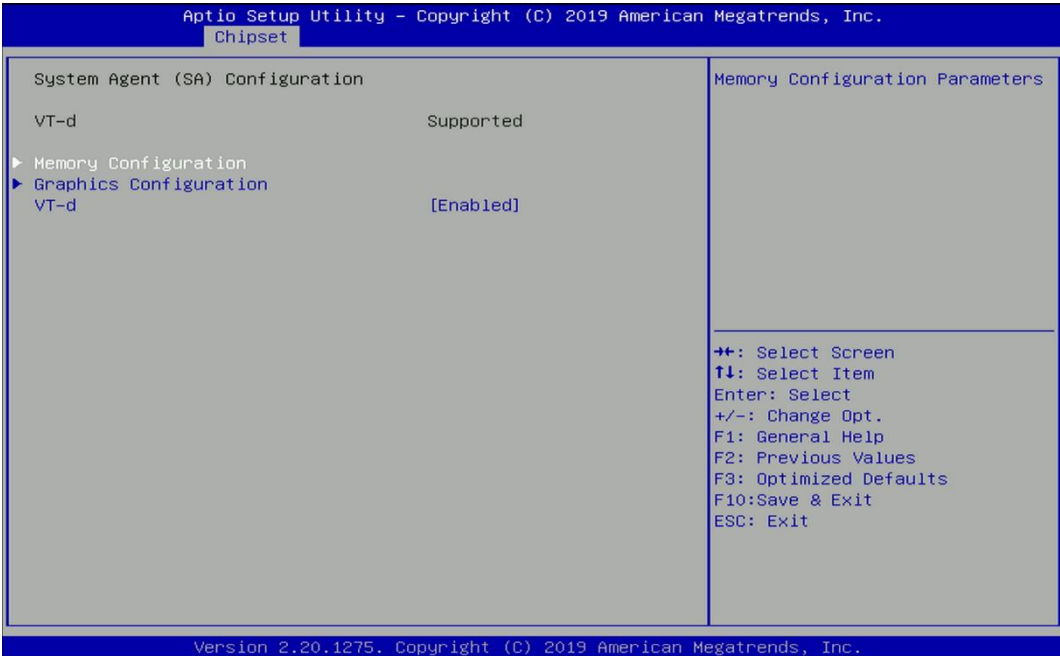 Aptio Setup Utility – Copyright (C) 2019 American Megatrends, Inc.
Chipset
System Agent (SA) Configuration
VT-d Supported
▶ Memory Configuration
▶ Graphics Configuration
VT-d [Enabled]
Memory Configuration Parameters
→←: Select Screen
↑↓: Select Item
Enter: Select
+/-: Change Opt.
F1: General Help
F2: Previous Values
F3: Optimized Defaults
F10:Save & Exit
ESC: Exit
Version 2.20.1275. Copyright (C) 2019 American Megatrends, Inc.